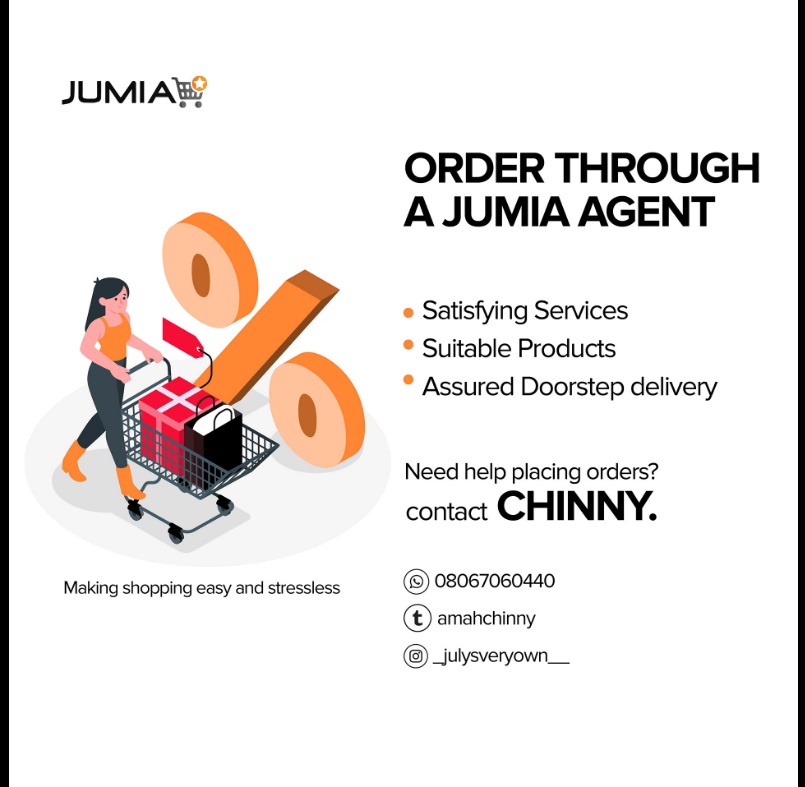 JUMIA
ORDER THROUGH
A JUMIA AGENT
Satisfying Services
Suitable Products
Assured Doorstep delivery
Need help placing orders?
contact CHINNY.
08067060440
t amahchinny
_julysveryown__
Making shopping easy and stressless